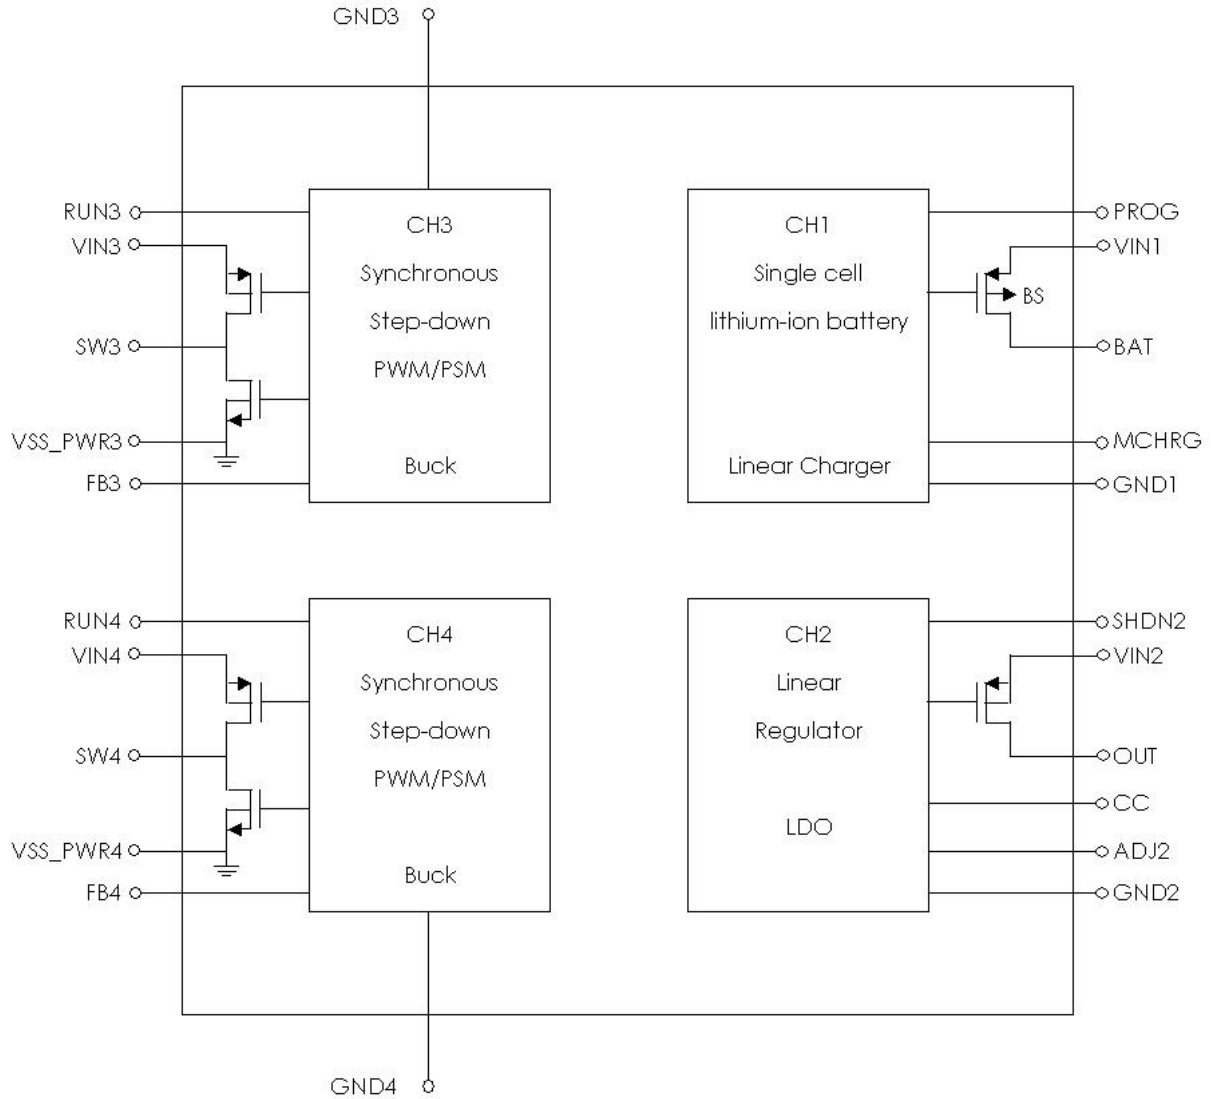 GND3
RUN3
VIN3
SW3
VSS_PWR3
FB3
CH3
Synchronous
Step-down
PWM/PSM
Buck
CH1
Single cell
lithium-ion battery
Linear Charger
PROG
VIN1
BS
BAT
MCHRG
GND1
RUN4
VIN4
SW4
VSS_PWR4
FB4
CH4
Synchronous
Step-down
PWM/PSM
Buck
CH2
Linear
Regulator
LDO
SHDN2
VIN2
OUT
CC
ADJ2
GND2
GND4